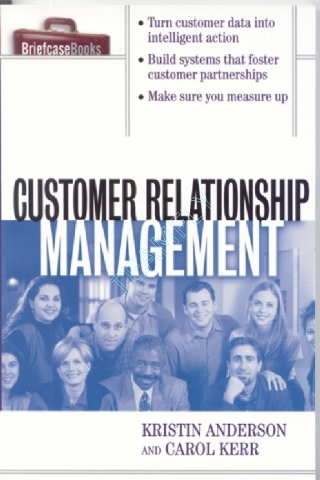 BriefcaseBooks
• Turn customer data into
intelligent action
• Build systems that foster
customer partnerships
• Make sure you measure up
CUSTOMER RELATIONSHIP
MANAGEMENT
KRISTIN ANDERSON
AND CAROL KERR